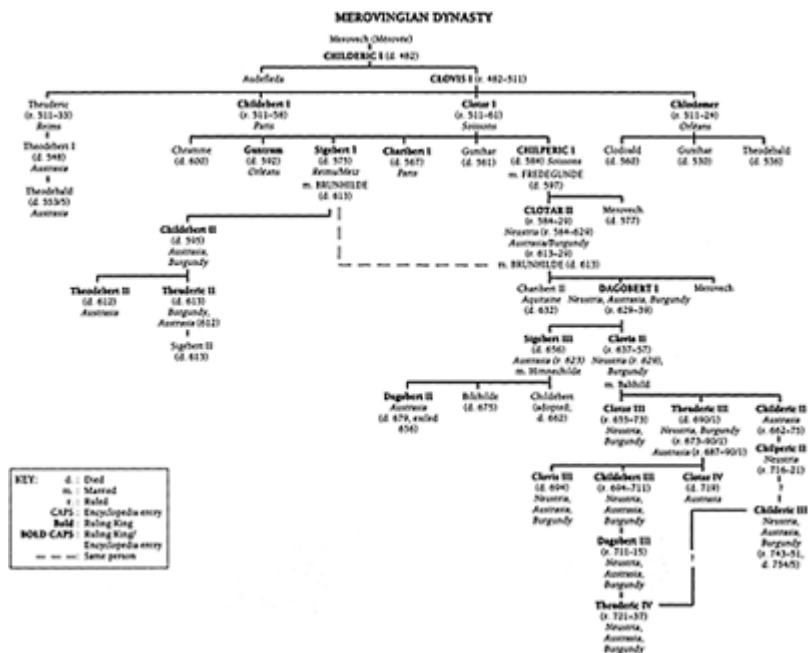 MEROVINGIAN DYNASTY
Merovech (Mérovée)
CHILDERIC I (d. 482)
Audefleda
CLOVIS I (r. 482–511)
Theuderic
(r. 511–33)
Reims
Childebert I
(r. 511–58)
Paris
Clotar I
(r. 511–61)
Soissons
Chlodomer
(r. 511–24)
Orléans
Theodebert I
(d. 548)
Austrasia
Theodebald
(d. 553/5)
Austrasia
Chramme
(d. 600)
Guntram
(d. 592)
Orléans
Sigebert I
(d. 575)
Reims/Metz
m. BRUNHILDE
(d. 613)
Charibert I
(d. 567)
Paris
Gunthar
(d. 561)
CHILPERIC I
(d. 584) Soissons
m. FREDEGUNDE
(d. 597)
Clodoald
(d. 560)
Gunthar
(d. 530)
Theodebald
(d. 536)
Childebert II
(d. 595)
Austrasia,
Burgundy
CLOTAR II
(r. 584–29)
Neustria (r. 584–629)
Austrasia/Burgundy
(r. 613–29)
m. BRUNHILDE (d. 613)
Merovech
(d. 577)
Theodebert II
(d. 612)
Austrasia
Theuderic II
(d. 613)
Burgundy,
Austrasia (612)
Sigebert II
(d. 613)
Charibert II
Aquitaine
(d. 632)
DAGOBERT I
Neustria, Austrasia, Burgundy
(r. 629–39)
Merovech
Sigebert III
(d. 656)
Austrasia (r. 623)
m. Himnechilde
Clovis II
(r. 637–57)
Neustria (r. 629),
Burgundy
m. Balthild
Dagobert II
Austrasia
(d. 679, exiled
656)
Bilchilde
(d. 675)
Childebert
(adopted,
d. 662)
Clotar III
(r. 655–73)
Neustria,
Burgundy
Theuderic III
(d. 690/1)
Neustria, Burgundy
(r. 673–90/1)
Austrasia (r. 687–90/1)
Childeric II
Austrasia
(r. 662–75)
Chilperic II
Neustria
(r. 716–21)
?
Childeric III
Neustria,
Austrasia,
Burgundy
(r. 743–51,
d. 754/5)
Clovis III
(d. 694)
Neustria,
Austrasia,
Burgundy
Childebert III
(r. 694–711)
Neustria,
Austrasia,
Burgundy
Clotar IV
(d. 719)
Austrasia
Dagobert III
(r. 711–15)
Neustria,
Austrasia,
Burgundy
?
Theuderic IV
(r. 721–37)
Neustria,
Austrasia,
Burgundy
KEY: d. : Died
m. : Married
r. : Ruled
CAPS : Encyclopedia entry
Bold : Ruling King
BOLD CAPS : Ruling King/
Encyclopedia entry
: Same person